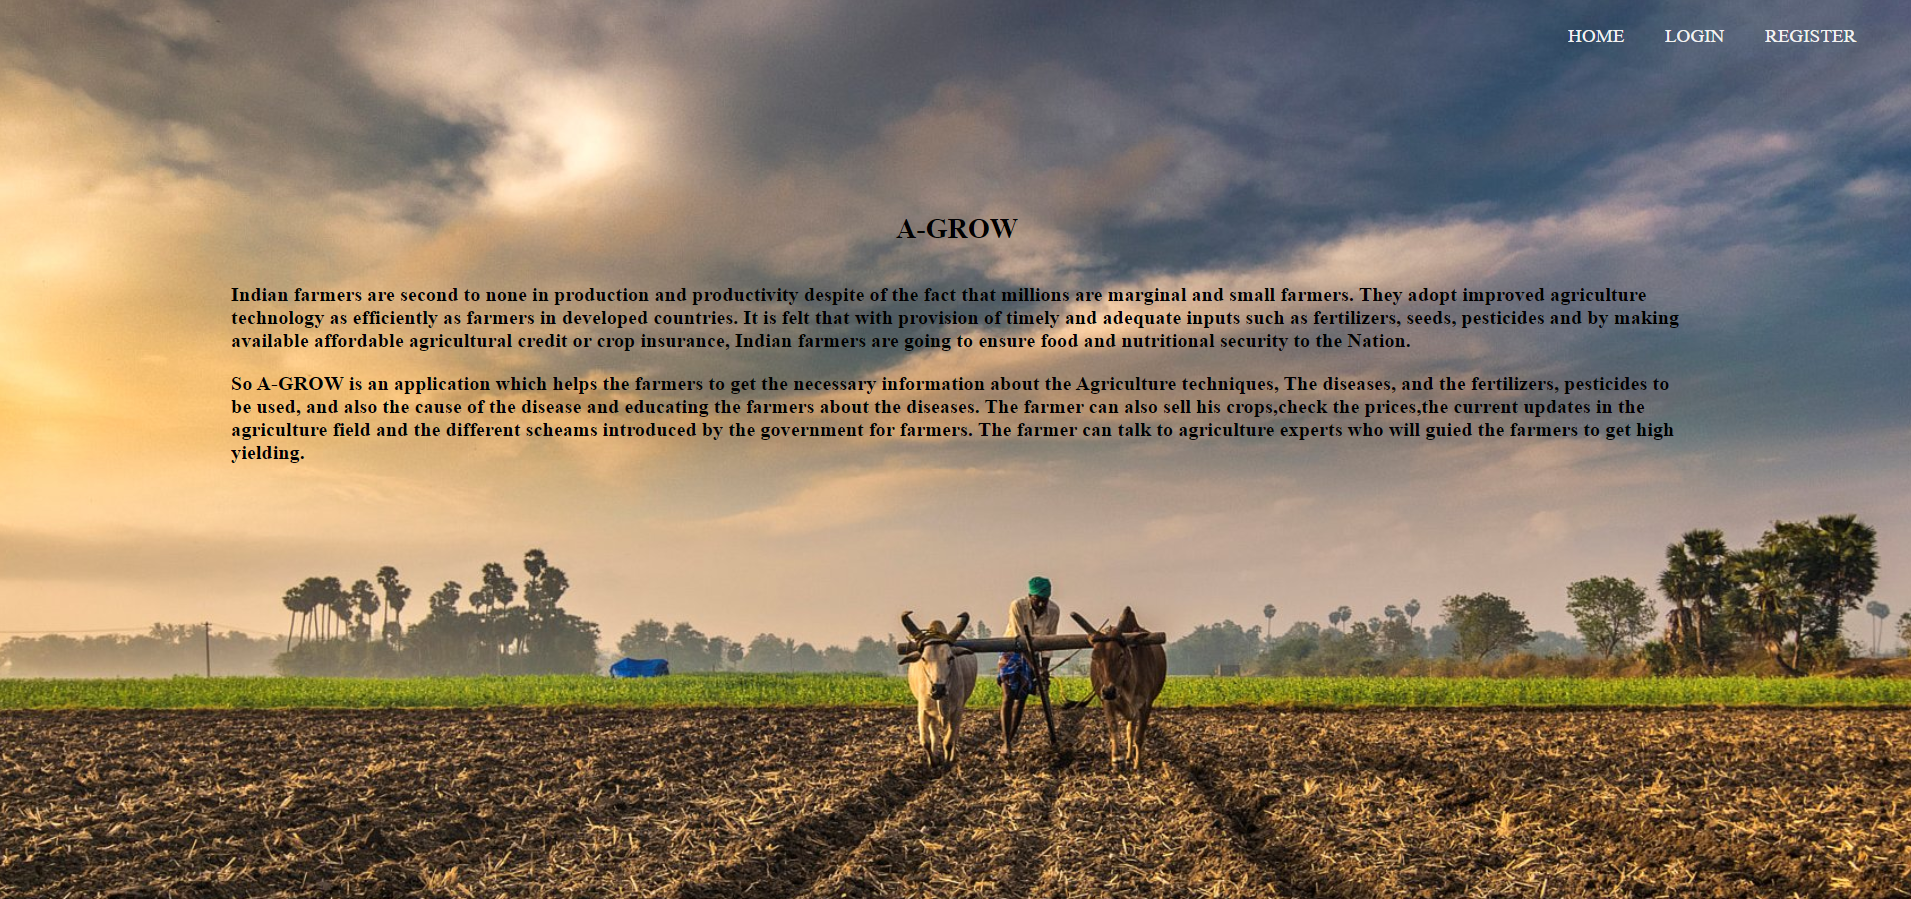 HOME LOGIN REGISTER
A-GROW
Indian farmers are second to none in production and productivity despite of the fact that millions are marginal and small farmers. They adopt improved agriculture
technology as efficiently as farmers in developed countries. It is felt that with provision of timely and adequate inputs such as fertilizers, seeds, pesticides and by making
available affordable agricultural credit or crop insurance, Indian farmers are going to ensure food and nutritional security to the Nation.
So A-GROW is an application which helps the farmers to get the necessary information about the Agriculture techniques, The diseases, and the fertilizers, pesticides to
be used, and also the cause of the disease and educating the farmers about the diseases. The farmer can also sell his crops,check the prices,the current updates in the
agriculture field and the different scheams introduced by the government for farmers. The farmer can talk to agriculture experts who will guied the farmers to get high
yielding.